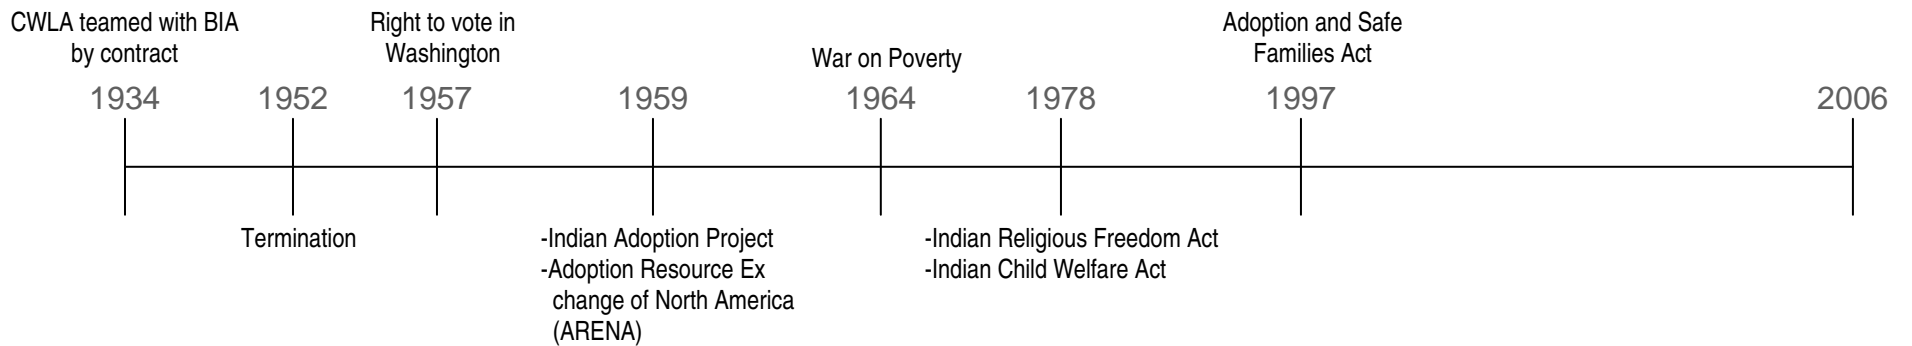 CWLA teamed with BIA
by contract
Right to vote in
Washington
War on Poverty
Adoption and Safe
Families Act
1934
1952
1957
1959
1964
1978
1997
2006
Termination
-Indian Adoption Project
-Adoption Resource Ex
change of North America
(ARENA)
-Indian Religious Freedom Act
-Indian Child Welfare Act